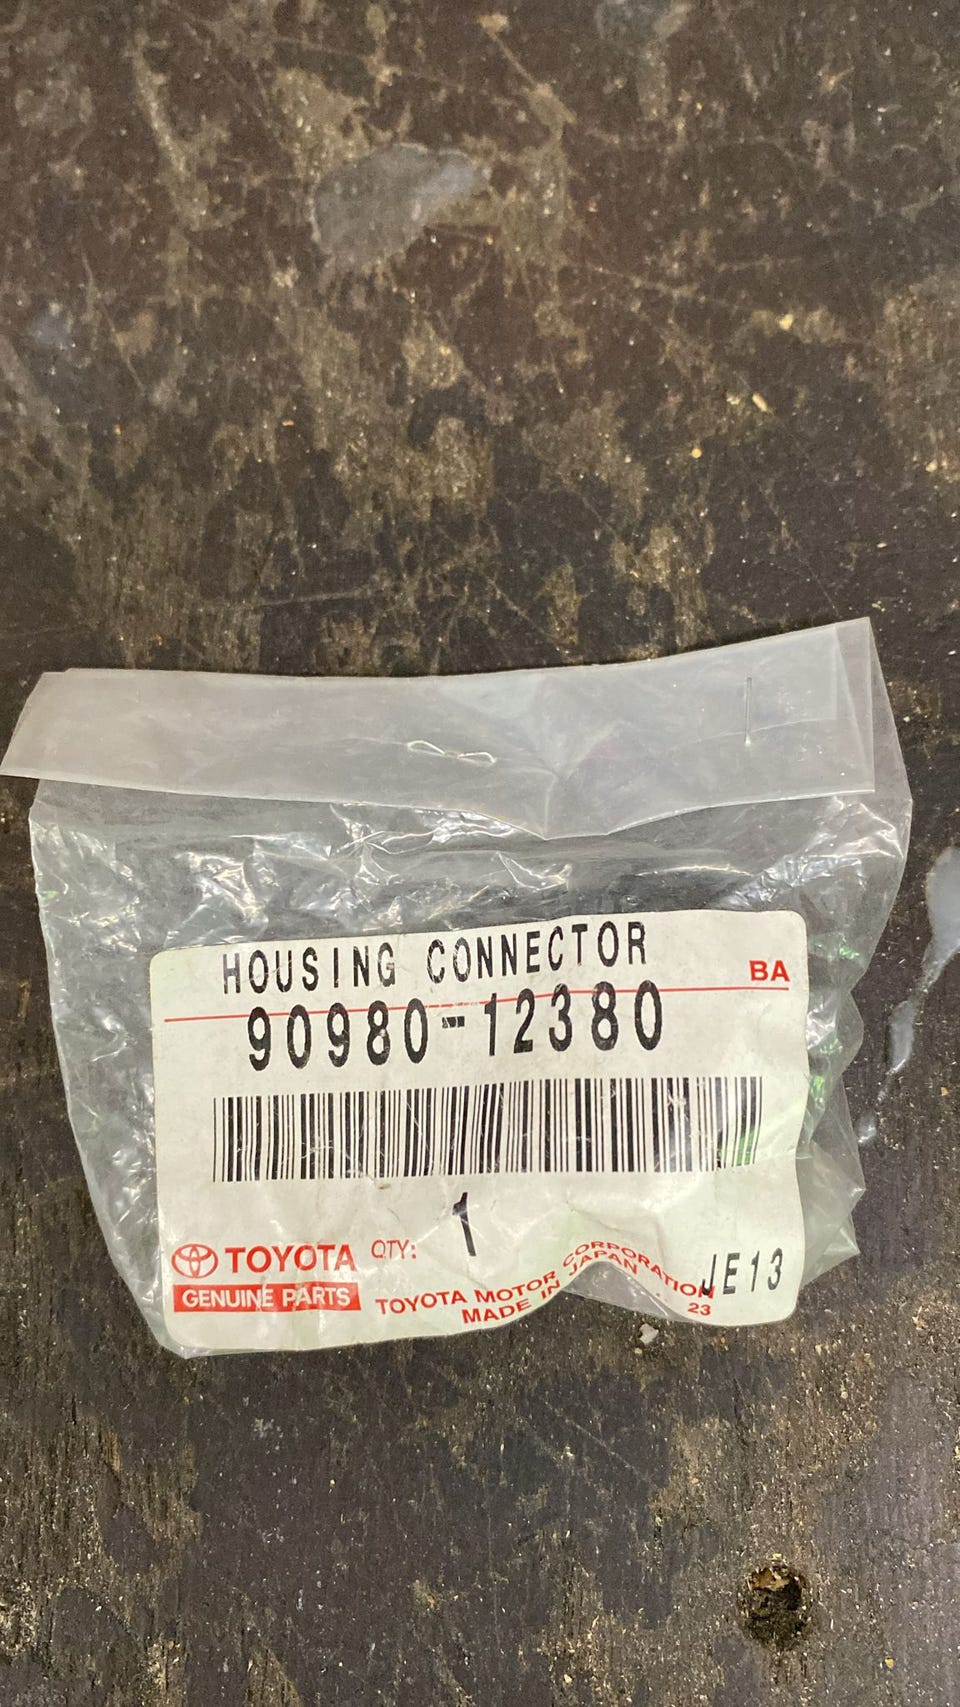 HOUSING CONNECTOR
BA
90980-12380
1
TOYOTA QTY:
GENUINE PARTS
TOYOTA MOTOR CORPORATION
MADE IN JAPAN
23
JE13